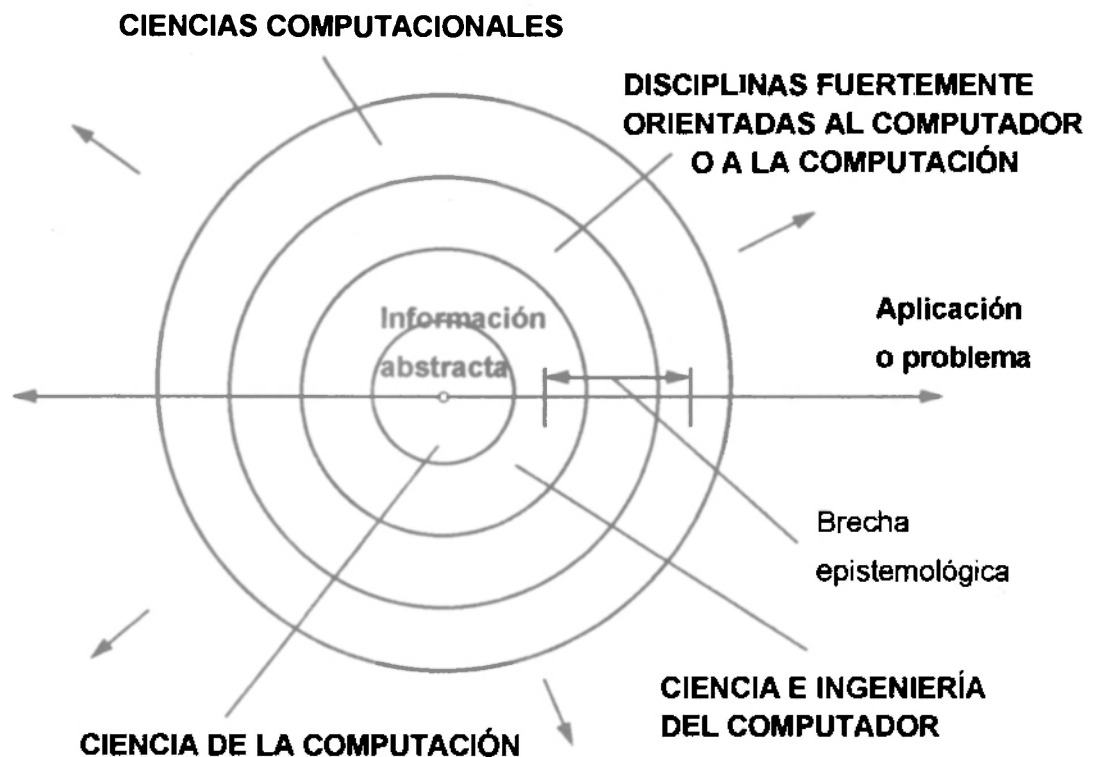 CIENCIAS COMPUTACIONALES
DISCIPLINAS FUERTEMENTE
ORIENTADAS AL COMPUTADOR
O A LA COMPUTACIÓN
Información
abstracta
Aplicación
o problema
Brecha
epistemológica
CIENCIA E INGENIERÍA
DEL COMPUTADOR
CIENCIA DE LA COMPUTACIÓN